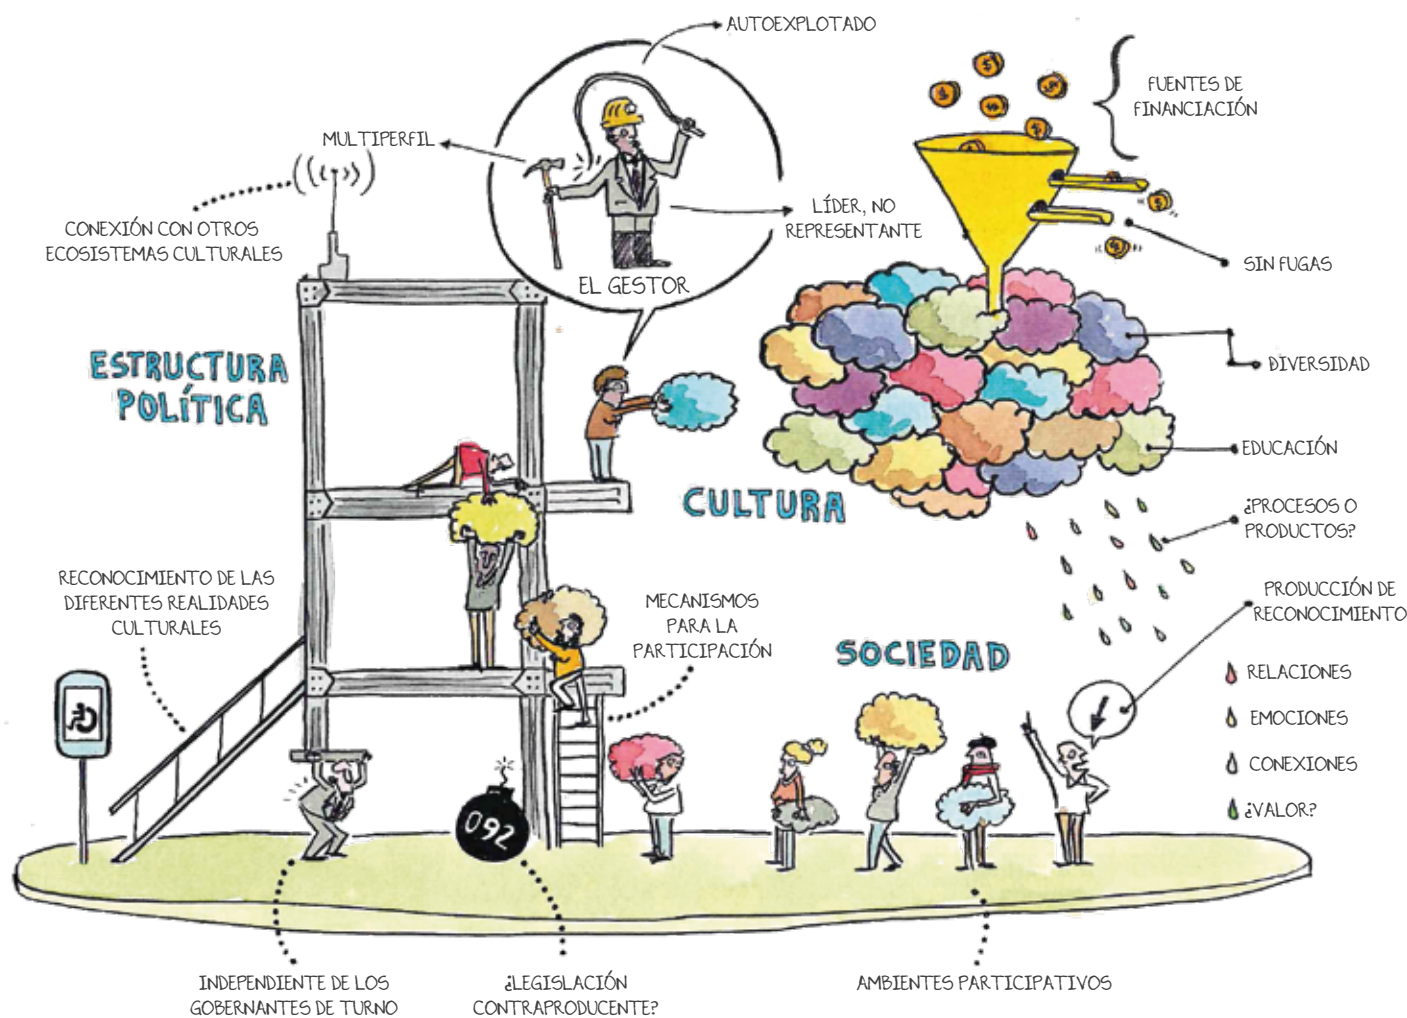 AUTOEXPLOTADO
FUENTES DE
FINANCIACIÓN
MULTIPERFIL
CONEXIÓN CON OTROS
ECOSISTEMAS CULTURALES
LÍDER, NO
REPRESENTANTE
EL GESTOR
SIN FUGAS
ESTRUCTURA
POLÍTICA
DIVERSIDAD
EDUCACIÓN
CULTURA
¿PROCESOS O
PRODUCTOS?
RECONOCIMIENTO DE LAS
DIFERENTES REALIDADES
CULTURALES
MECANISMOS
PARA LA
PARTICIPACIÓN
PRODUCCIÓN DE
RECONOCIMIENTO
SOCIEDAD
RELACIONES
EMOCIONES
CONEXIONES
¿VALOR?
092
INDEPENDIENTE DE LOS
GOBERNANTES DE TURNO
¿LEGISLACIÓN
CONTRAPRODUCENTE?
AMBIENTES PARTICIPATIVOS